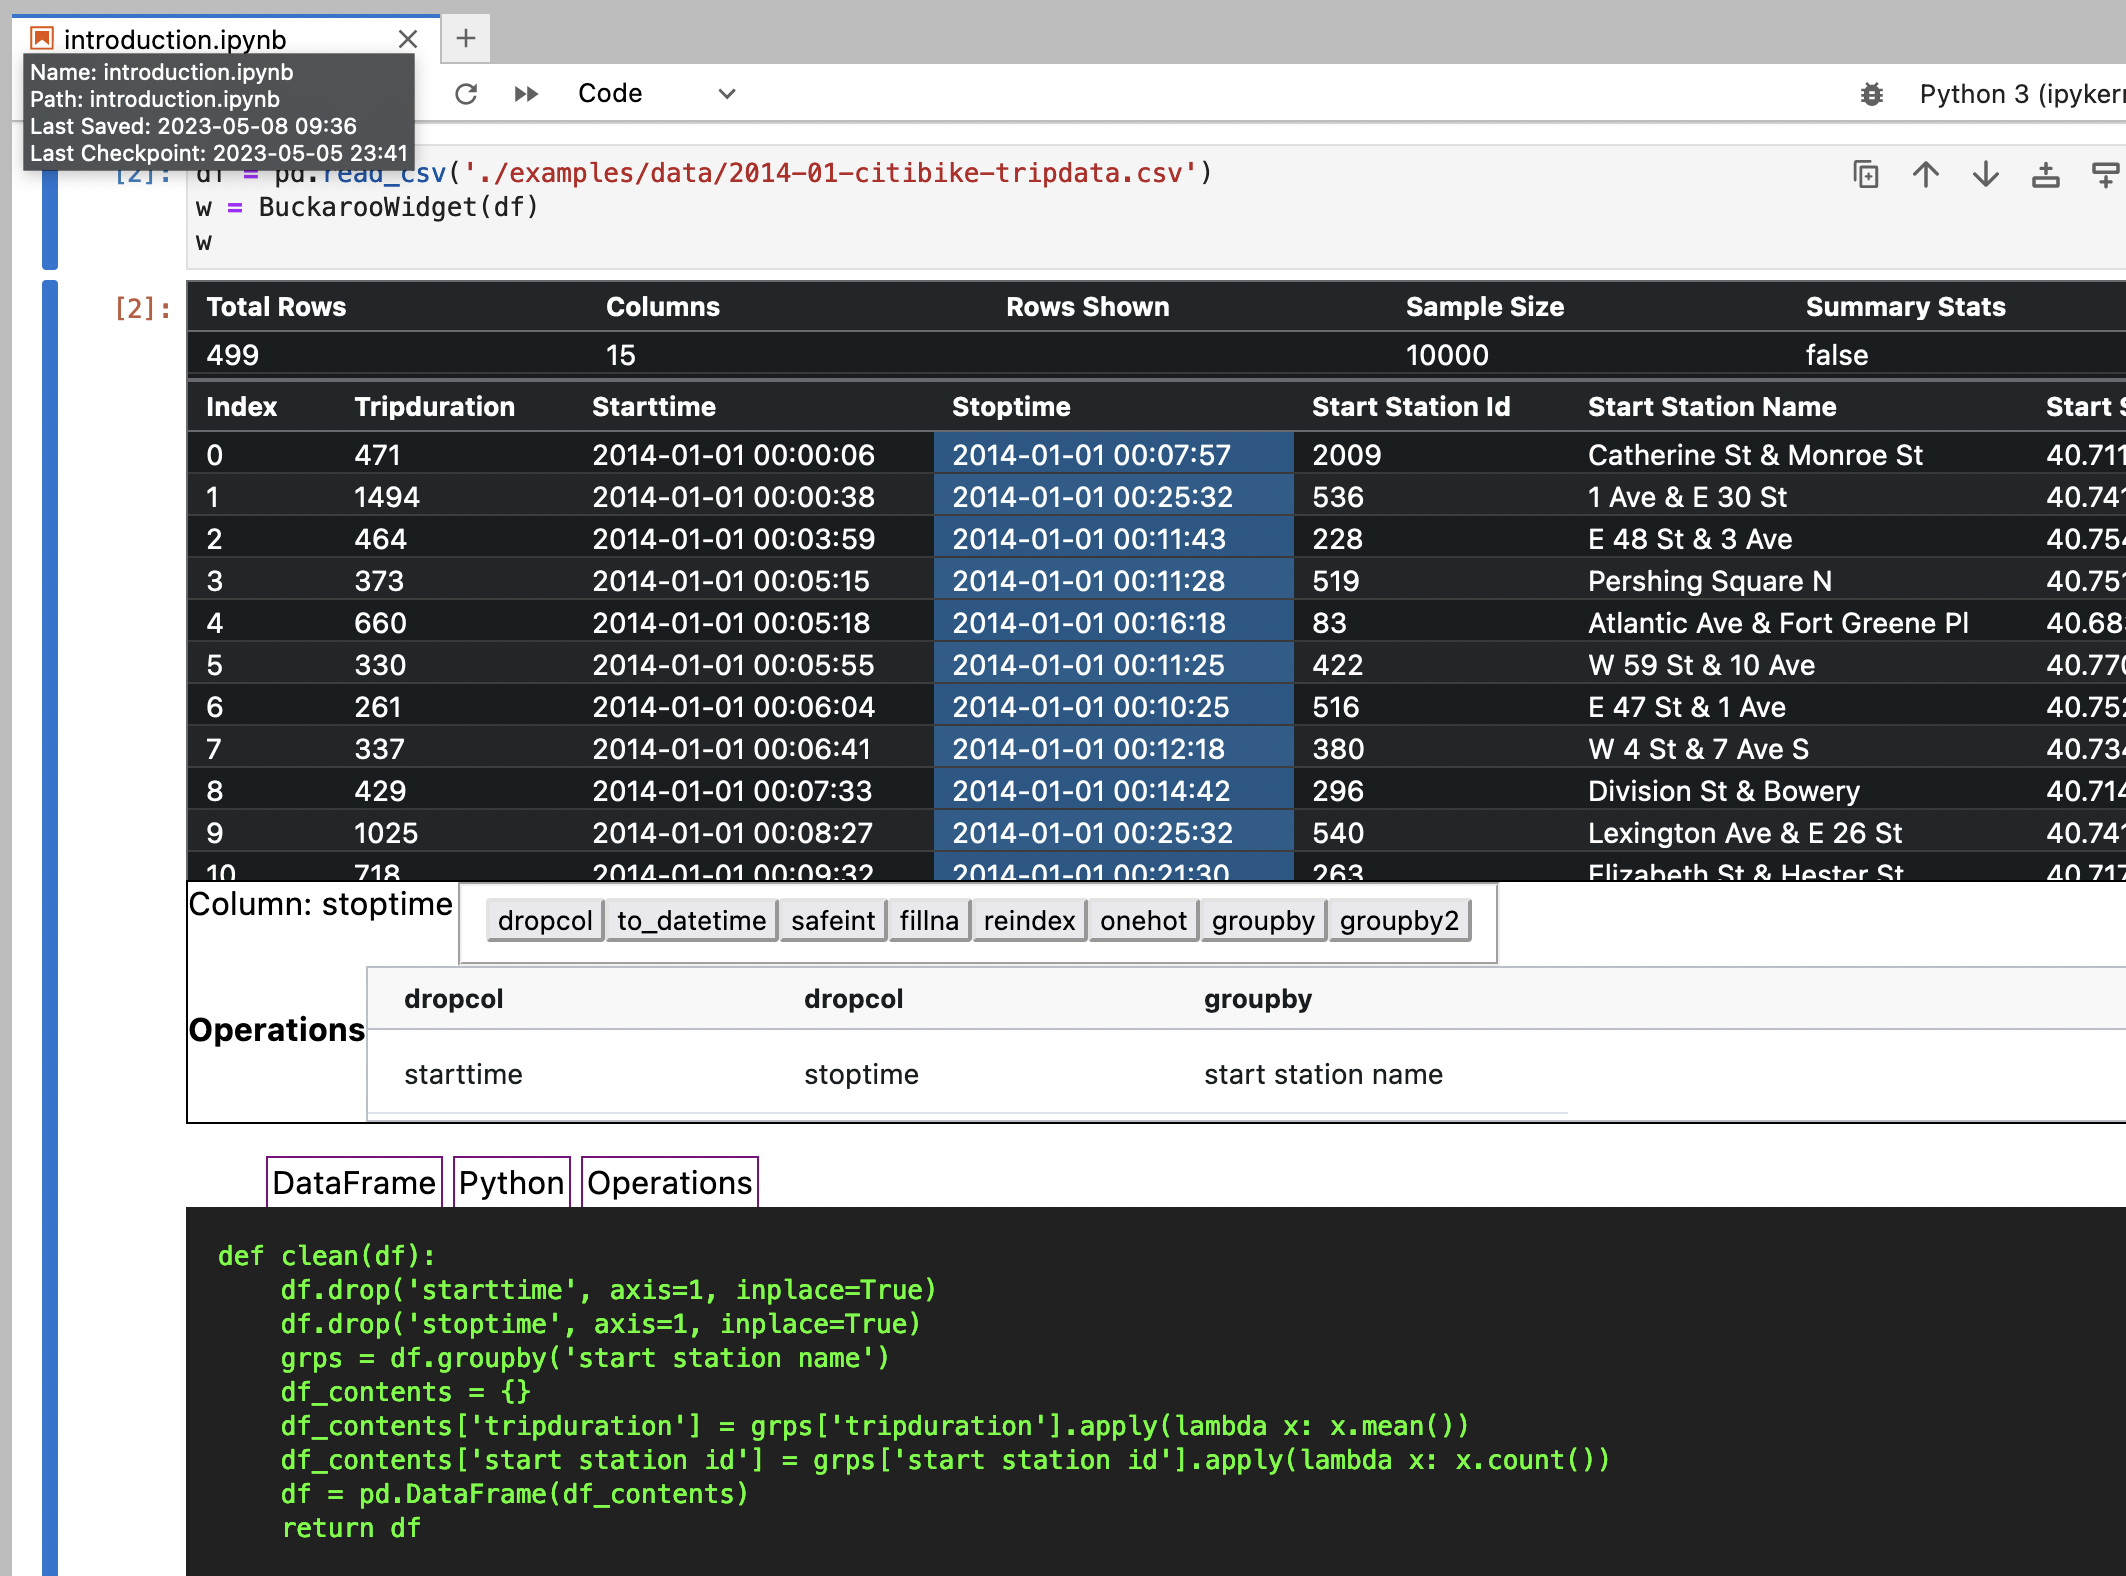 introduction.ipynb
Name: introduction.ipynb
Path: introduction.ipynb
Last Saved: 2023-05-08 09:36
Last Checkpoint: 2023-05-05 23:41
Code
Python 3 (ipykern
[2]: df = pd.read_csv('./examples/data/2014-01-citibike-tripdata.csv')
w = BuckarooWidget(df)
w
[2]:
Total Rows Columns Rows Shown Sample Size Summary Stats
499 15 10000 false
Index Tripduration Starttime Stoptime Start Station Id Start Station Name Start S
0 471 2014-01-01 00:00:06 2014-01-01 00:07:57 2009 Catherine St & Monroe St 40.711
1 1494 2014-01-01 00:00:38 2014-01-01 00:25:32 536 1 Ave & E 30 St 40.741
2 464 2014-01-01 00:03:59 2014-01-01 00:11:43 228 E 48 St & 3 Ave 40.754
3 373 2014-01-01 00:05:15 2014-01-01 00:11:28 519 Pershing Square N 40.751
4 660 2014-01-01 00:05:18 2014-01-01 00:16:18 83 Atlantic Ave & Fort Greene Pl 40.68
5 330 2014-01-01 00:05:55 2014-01-01 00:11:25 422 W 59 St & 10 Ave 40.770
6 261 2014-01-01 00:06:04 2014-01-01 00:10:25 516 E 47 St & 1 Ave 40.752
7 337 2014-01-01 00:06:41 2014-01-01 00:12:18 380 W 4 St & 7 Ave S 40.734
8 429 2014-01-01 00:07:33 2014-01-01 00:14:42 296 Division St & Bowery 40.714
9 1025 2014-01-01 00:08:27 2014-01-01 00:25:32 540 Lexington Ave & E 26 St 40.741
10 718 2014-01-01 00:09:32 2014-01-01 00:21:30 263 Elizabeth St & Hester St 40.717
Column: stoptime dropcol to_datetime safeint fillna reindex onehot groupby groupby2
dropcol dropcol groupby
Operations
starttime stoptime start station name
DataFrame Python Operations
def clean(df):
df.drop('starttime', axis=1, inplace=True)
df.drop('stoptime', axis=1, inplace=True)
grps = df.groupby('start station name')
df_contents = {}
df_contents['tripduration'] = grps['tripduration'].apply(lambda x: x.mean())
df_contents['start station id'] = grps['start station id'].apply(lambda x: x.count())
df = pd.DataFrame(df_contents)
return df